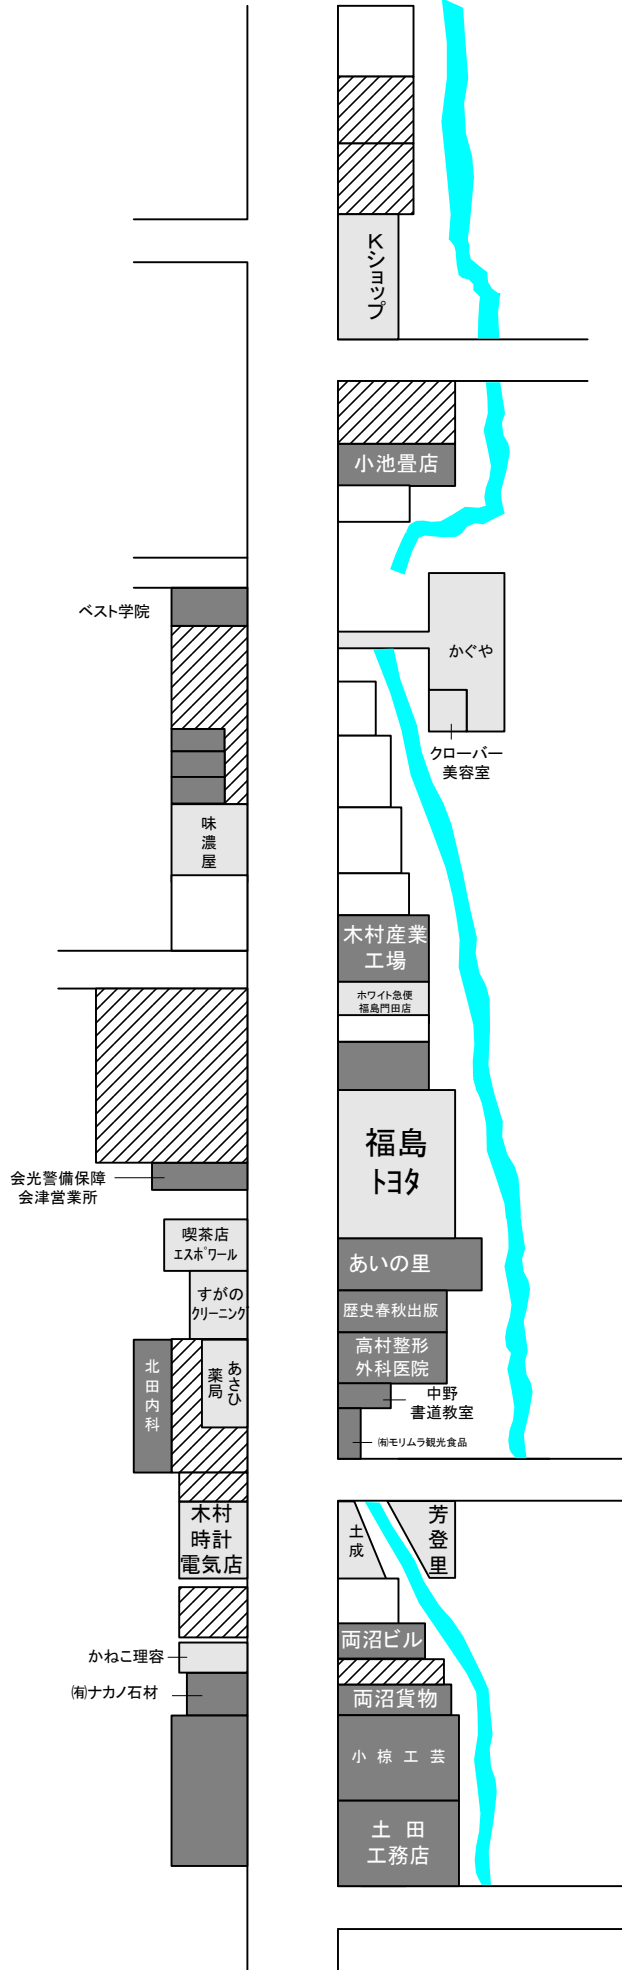 Kショップ
小池畳店
ベスト学院
かぐや
クローバー
美容室
味濃屋
木村産業
工場
ホワイト急便
福島門田店
福島
トヨタ
会光警備保障
会津営業所
喫茶店
エスポワール
あいの里
すがの
クリーニング
歴史春秋出版
高村整形
外科医院
北田内科
あさひ
薬局
中野
書道教室
㈲モリムラ観光食品
木村
時計
電気店
土成
芳登里
両沼ビル
かねこ理容
㈲ナカノ石材
両沼貨物
小椋工芸
土田
工務店